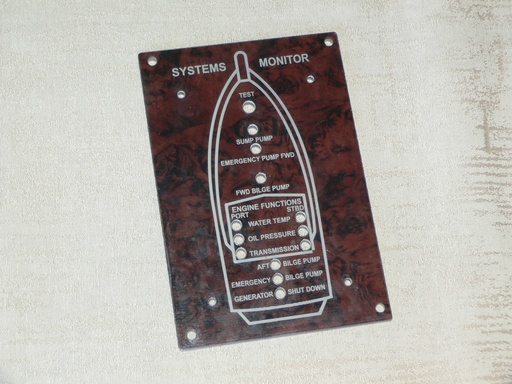 SYSTEMS MONITOR
TEST
SUMP PUMP
EMERGENCY PUMP FWD
FWD BILGE PUMP
ENGINE FUNCTIONS
PORT STBD
WATER TEMP
OIL PRESSURE
TRANSMISSION
AFT BILGE PUMP
EMERGENCY BILGE PUMP
GENERATOR SHUT DOWN